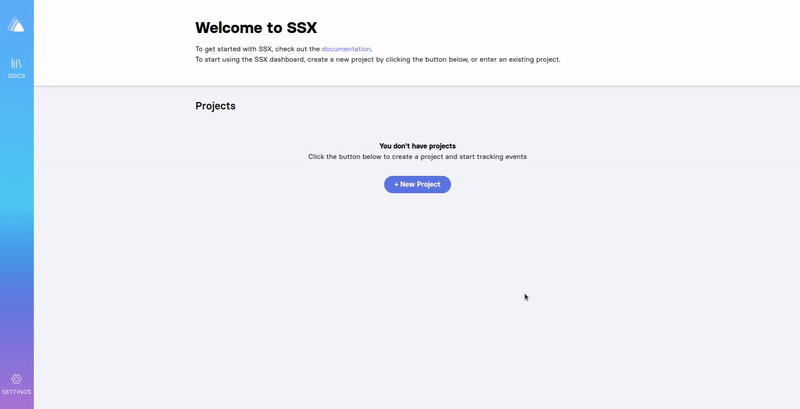 Welcome to SSX
To get started with SSX, check out the documentation.
To start using the SSX dashboard, create a new project by clicking the button below, or enter an existing project.
DOCS
Projects
You don't have projects
Click the button below to create a project and start tracking events
+ New Project
SETTINGS